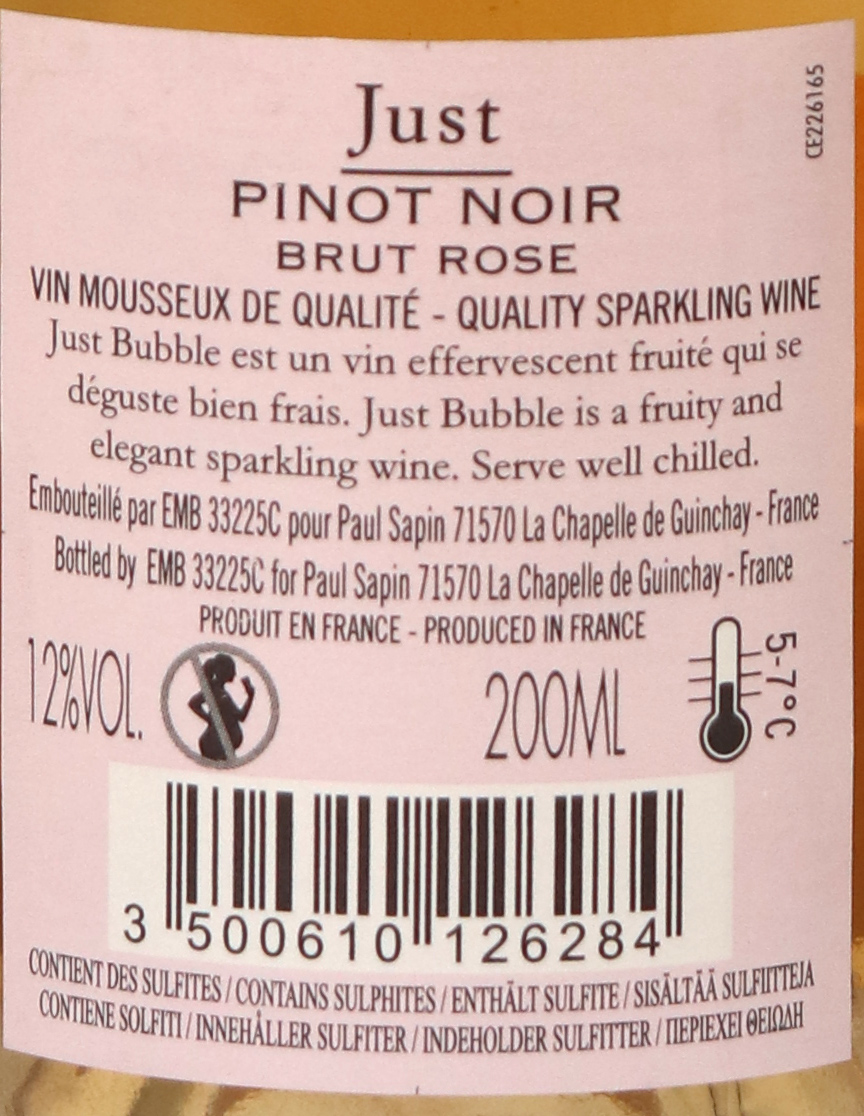 Just
PINOT NOIR
BRUT ROSE
VIN MOUSSEUX DE QUALITÉ - QUALITY SPARKLING WINE
Just Bubble est un vin effervescent fruité qui se
déguste bien frais. Just Bubble is a fruity and
elegant sparkling wine. Serve well chilled.
Embouteillé par EMB 33225C pour Paul Sapin 71570 La Chapelle de Guinchay - France
Bottled by EMB 33225C for Paul Sapin 71570 La Chapelle de Guinchay - France
PRODUIT EN FRANCE - PRODUCED IN FRANCE
12%VOL.
200ML
5-7°C
3 500610 126284
CONTIENT DES SULFITES / CONTAINS SULPHITES / ENTHÄLT SULFITE / SISÄLTÄÄ SULFIITTEJA
CONTIENE SOLFITI / INNEHÅLLER SULFITER / INDEHOLDER SULFITTER / ΠΕΡΙΕΧΕΙ ΘΕΙΩΔΗ
CE226165